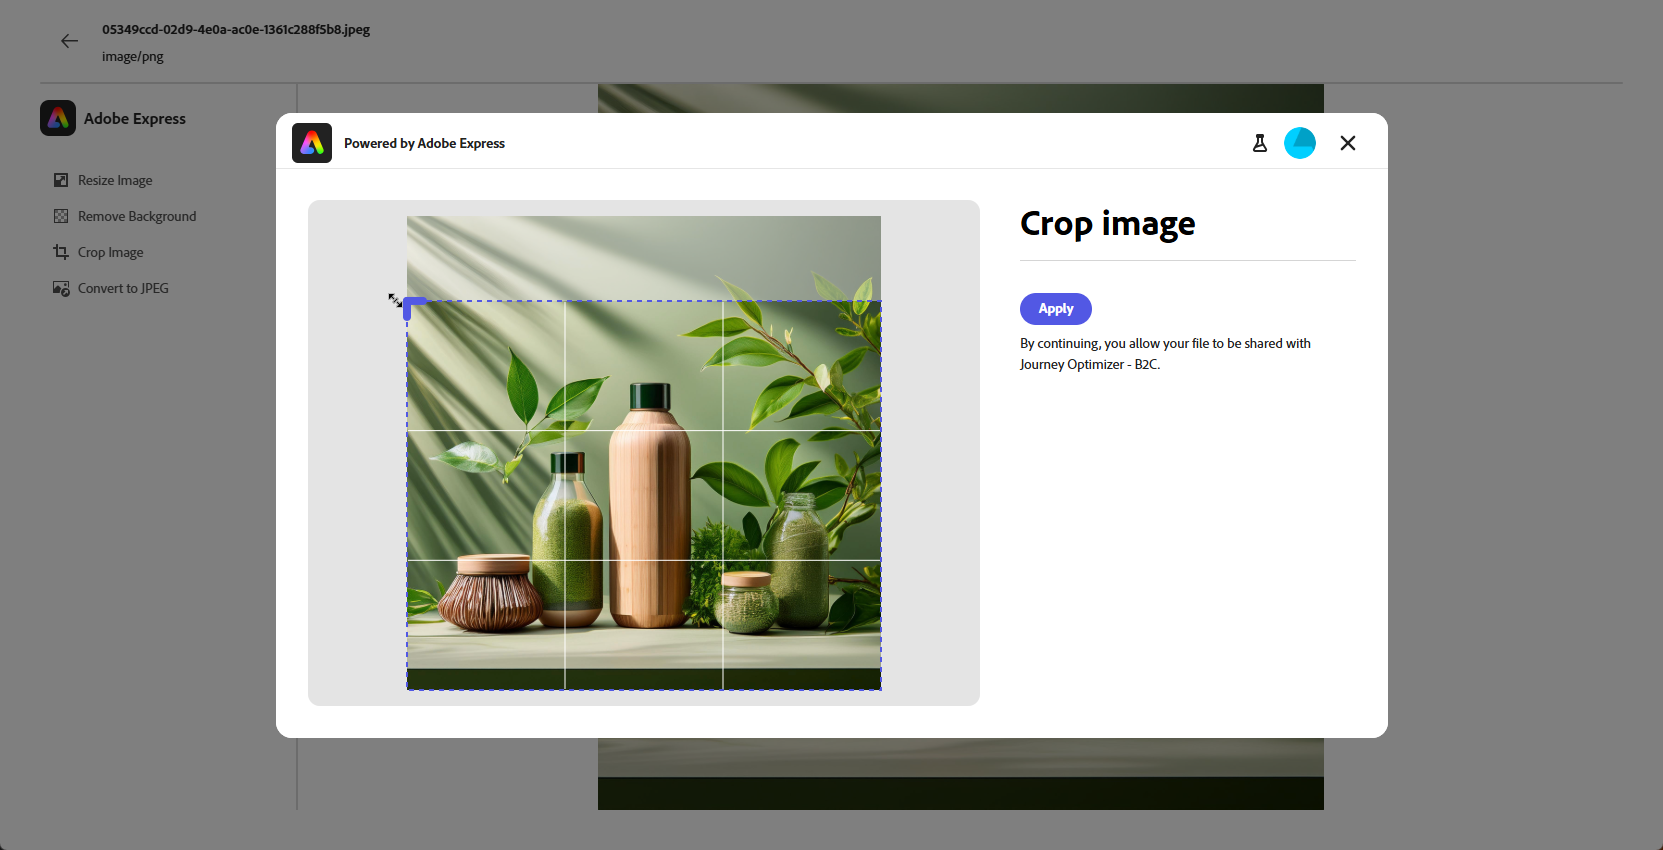 05349ccd-02d9-4e0a-ac0e-1361c288f5b8.jpeg
image/png
Adobe Express
Resize Image
Remove Background
Crop Image
Convert to JPEG
Powered by Adobe Express
Crop image
Apply
By continuing, you allow your file to be shared with
Journey Optimizer - B2C.